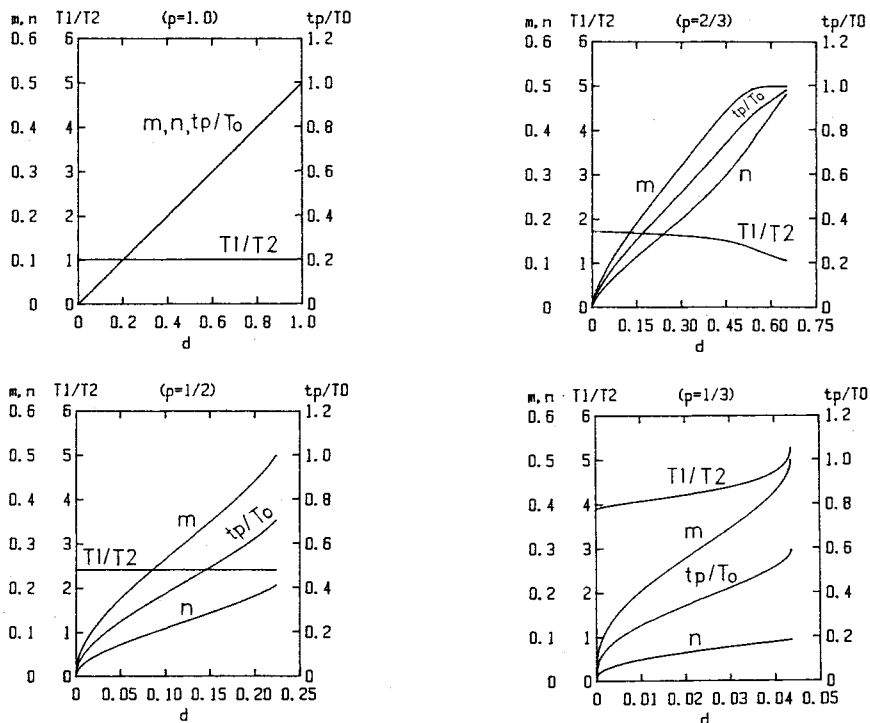 m,n T1/T2 (p=1.0) tp/T0
0.6 6 1.2
0.5 5 1.0
0.4 4 0.8
0.3 3 0.6
0.2 2 0.4
0.1 1 0.2
0 0 0
m,n,tp/To
T1/T2
0 0.2 0.4 0.6 0.8 1.0
d
m,n T1/T2 (p=2/3) tp/T0
0.6 6 1.2
0.5 5 1.0
0.4 4 0.8
0.3 3 0.6
0.2 2 0.4
0.1 1 0.2
0 0 0
tp/To
m
n
T1/T2
0 0.15 0.30 0.45 0.60 0.75
d
m,n T1/T2 (p=1/2) tp/T0
0.6 6 1.2
0.5 5 1.0
0.4 4 0.8
0.3 3 0.6
0.2 2 0.4
0.1 1 0.2
0 0 0
m
tp/To
T1/T2
n
0 0.05 0.10 0.15 0.20 0.25
d
m,n T1/T2 (p=1/3) tp/T0
0.6 6 1.2
0.5 5 1.0
0.4 4 0.8
0.3 3 0.6
0.2 2 0.4
0.1 1 0.2
0 0 0
T1/T2
m
tp/To
n
0 0.01 0.02 0.03 0.04 0.05
d